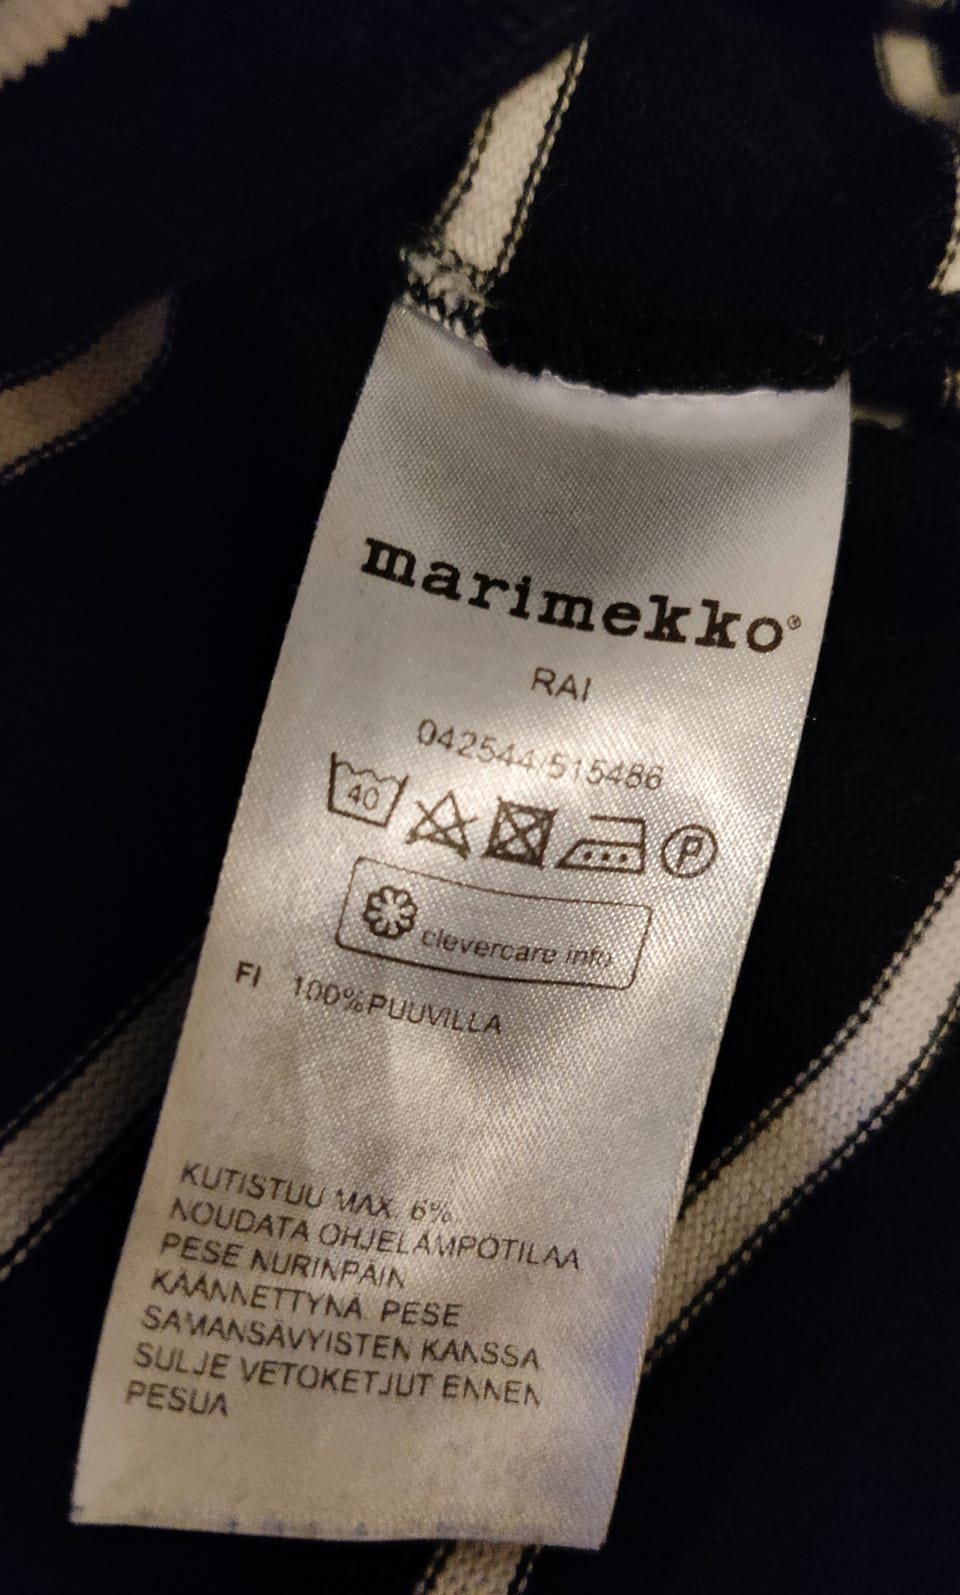 marimekko®
RAI
042544/515486
40 P
clevercare info
FI 100%PUUVILLA
KUTISTUU MAX. 6%
NOUDATA OHJELÄMPÖTILAA
PESE NURINPÄIN
KÄÄNNETTYNÄ. PESE
SAMANSÄVYISTEN KANSSA
SULJE VETOKETJUT ENNEN
PESUA